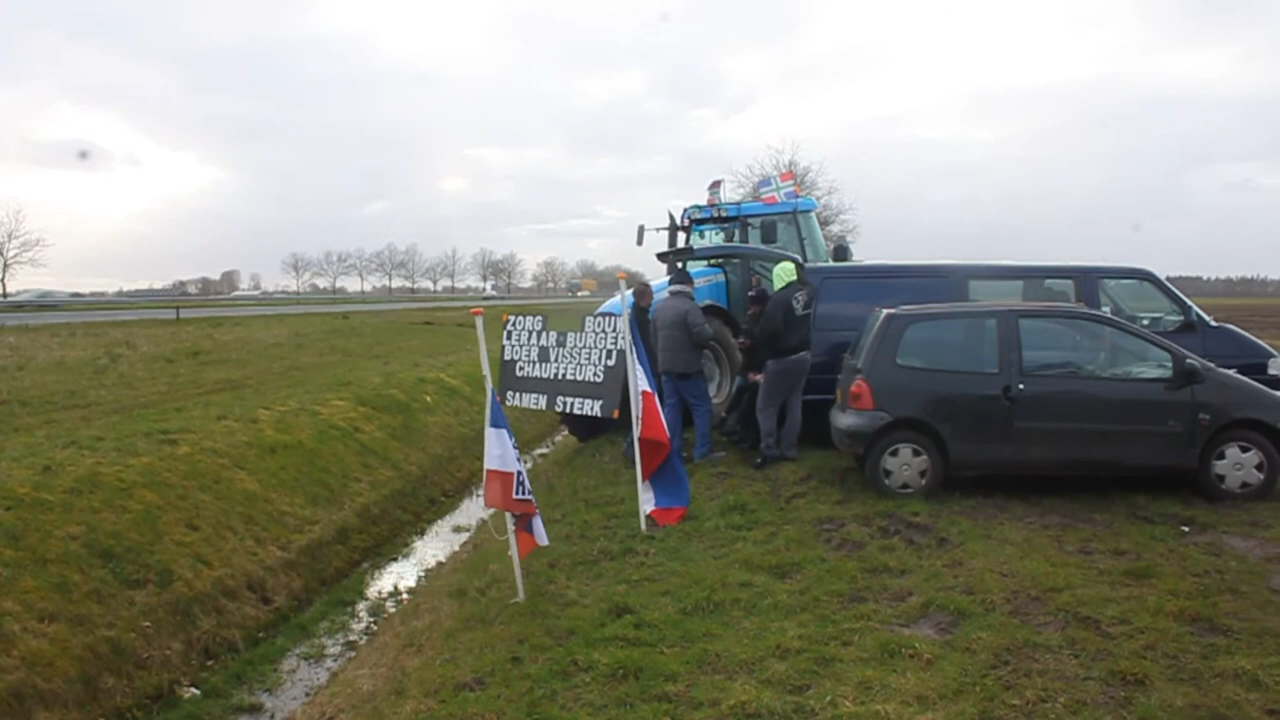 ZORG BOUW
LERAAR BURGER
BOER VISSERIJ
CHAUFFEURS
SAMEN STERK